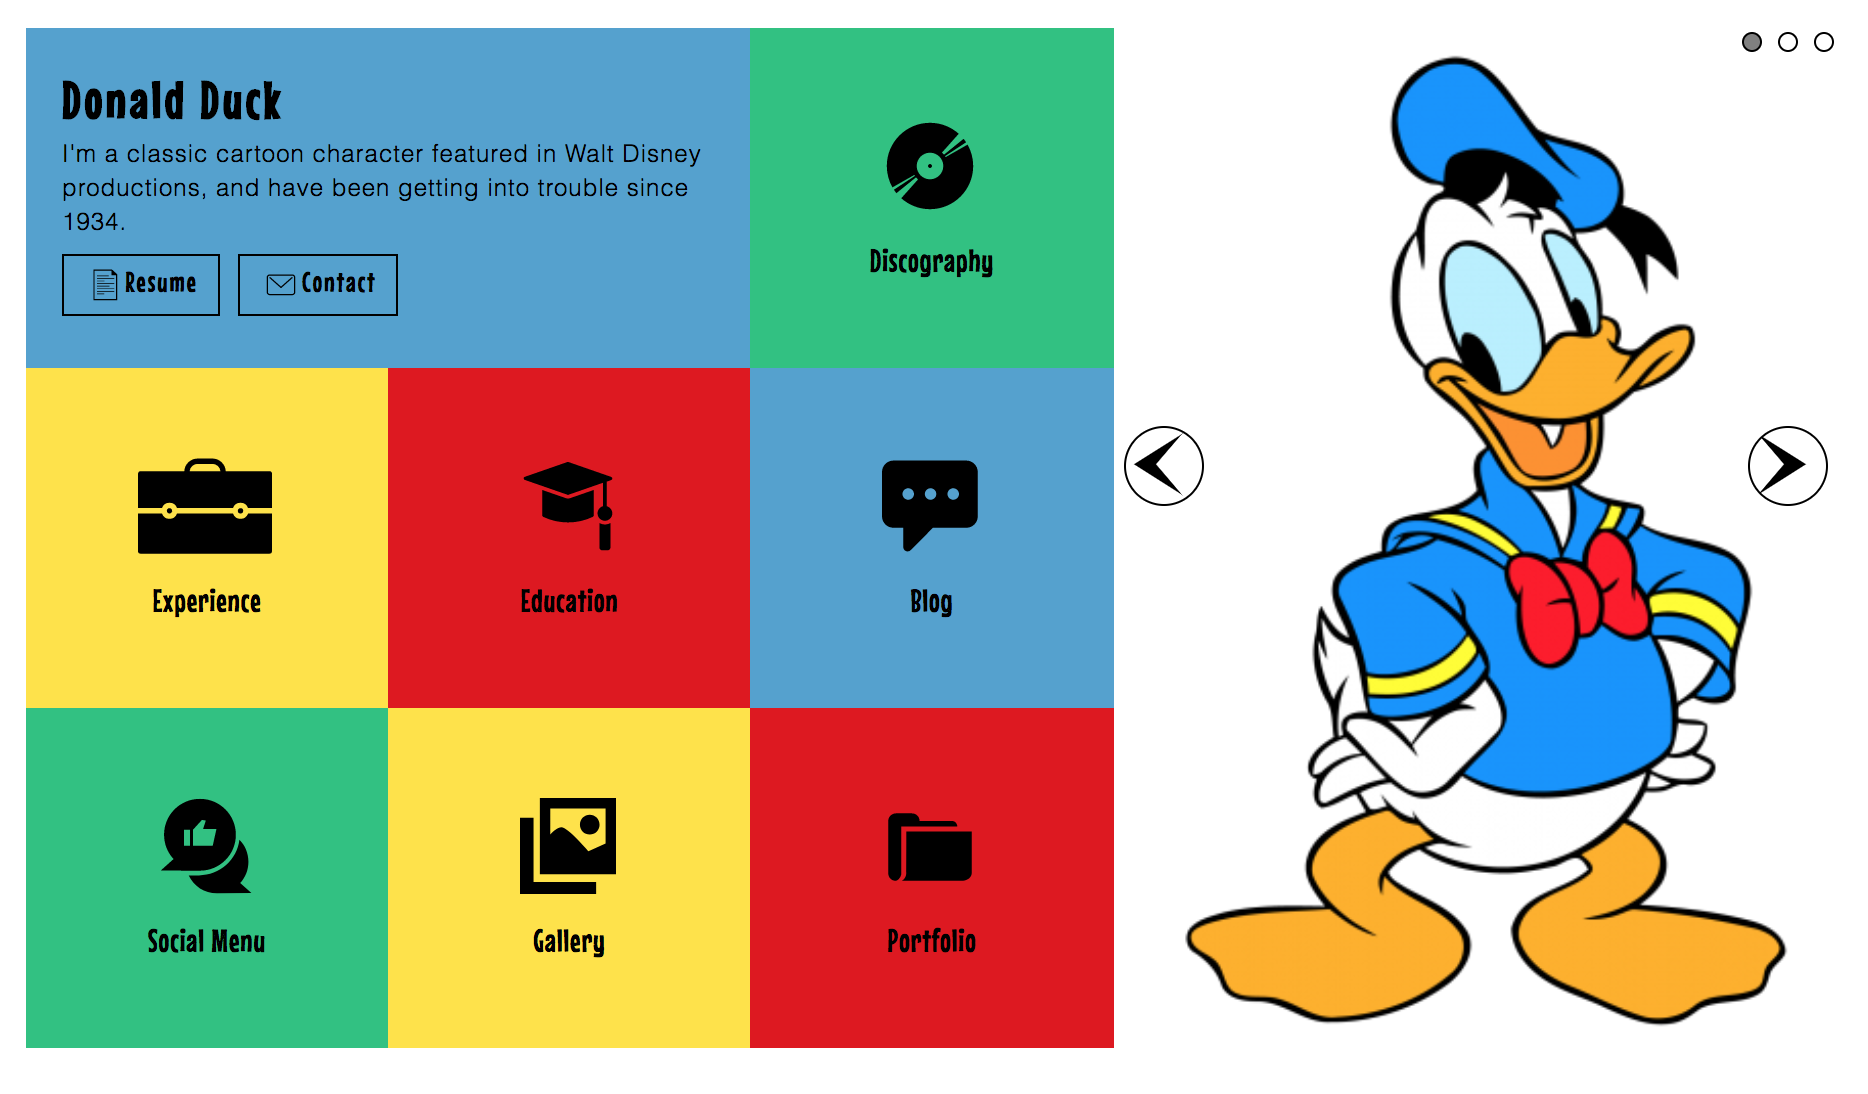 Donald Duck
I'm a classic cartoon character featured in Walt Disney
productions, and have been getting into trouble since
1934.
Resume
Contact
Discography
Experience
Education
Blog
Social Menu
Gallery
Portfolio